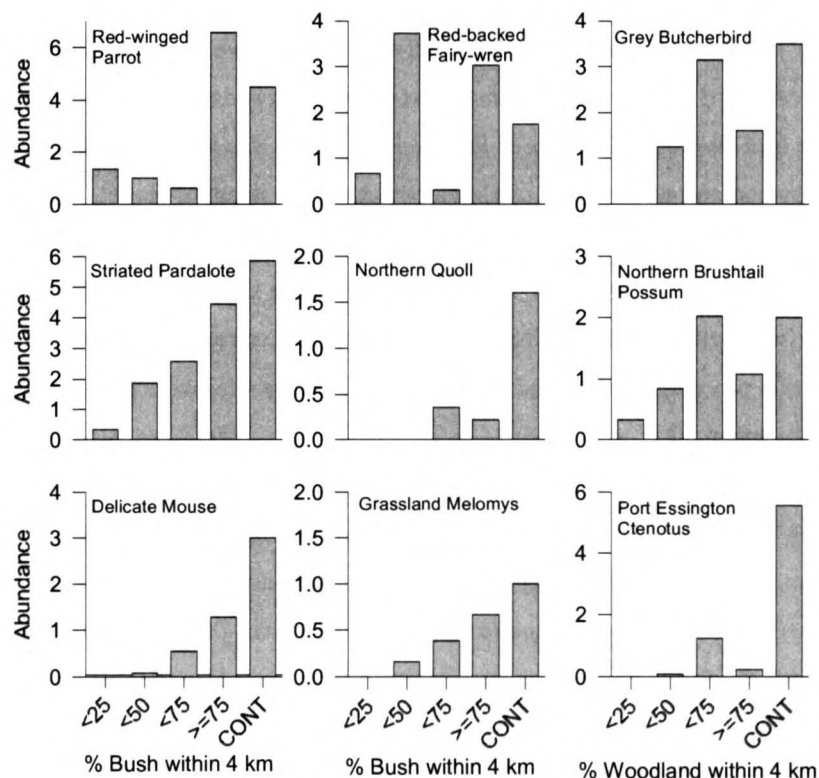 Abundance
6
4
2
0
Red-winged
Parrot
4
3
2
1
0
Red-backed
Fairy-wren
4
3
2
1
0
Grey Butcherbird
Abundance
6
5
4
3
2
1
0
Striated Pardalote
2.0
1.5
1.0
0.5
0.0
Northern Quoll
3
2
1
0
Northern Brushtail
Possum
Abundance
4
3
2
1
0
Delicate Mouse
2.0
1.5
1.0
0.5
0.0
Grassland Melomys
6
4
2
0
Port Essington
Ctenotus
<25
<50
<75
>=75
CONT
% Bush within 4 km
<25
<50
<75
>=75
CONT
% Bush within 4 km
<25
<50
<75
>=75
CONT
% Woodland within 4 km